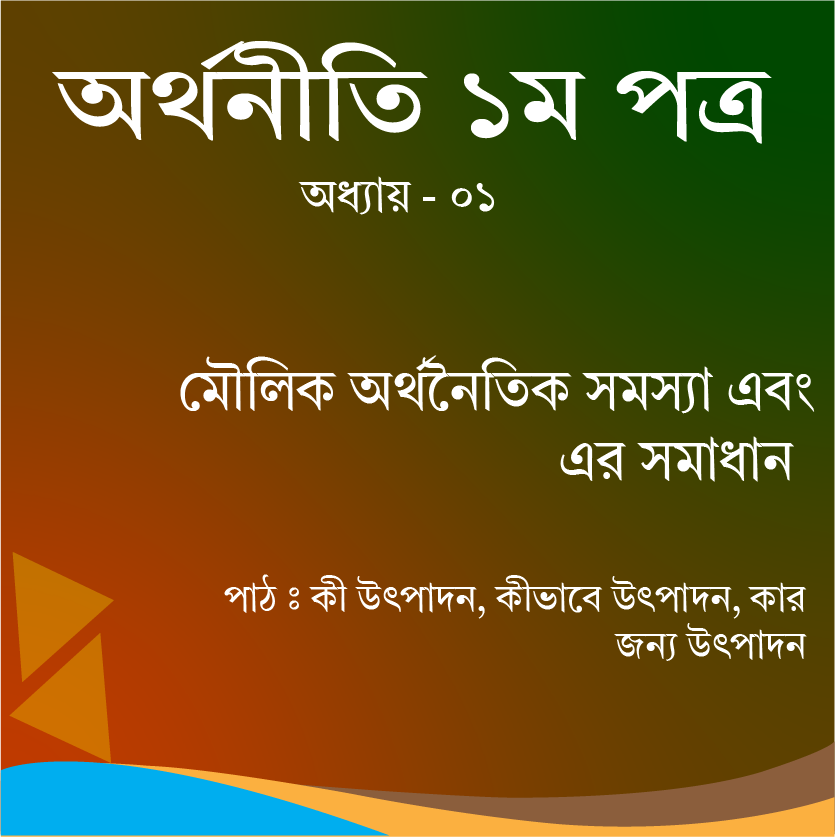 অর্থনীতি ১ম পত্র
অধ্যায় - ০১
মৌলিক অর্থনৈতিক সমস্যা এবং
এর সমাধান
পাঠ ঃ কী উৎপাদন, কীভাবে উৎপাদন, কার
জন্য উৎপাদন